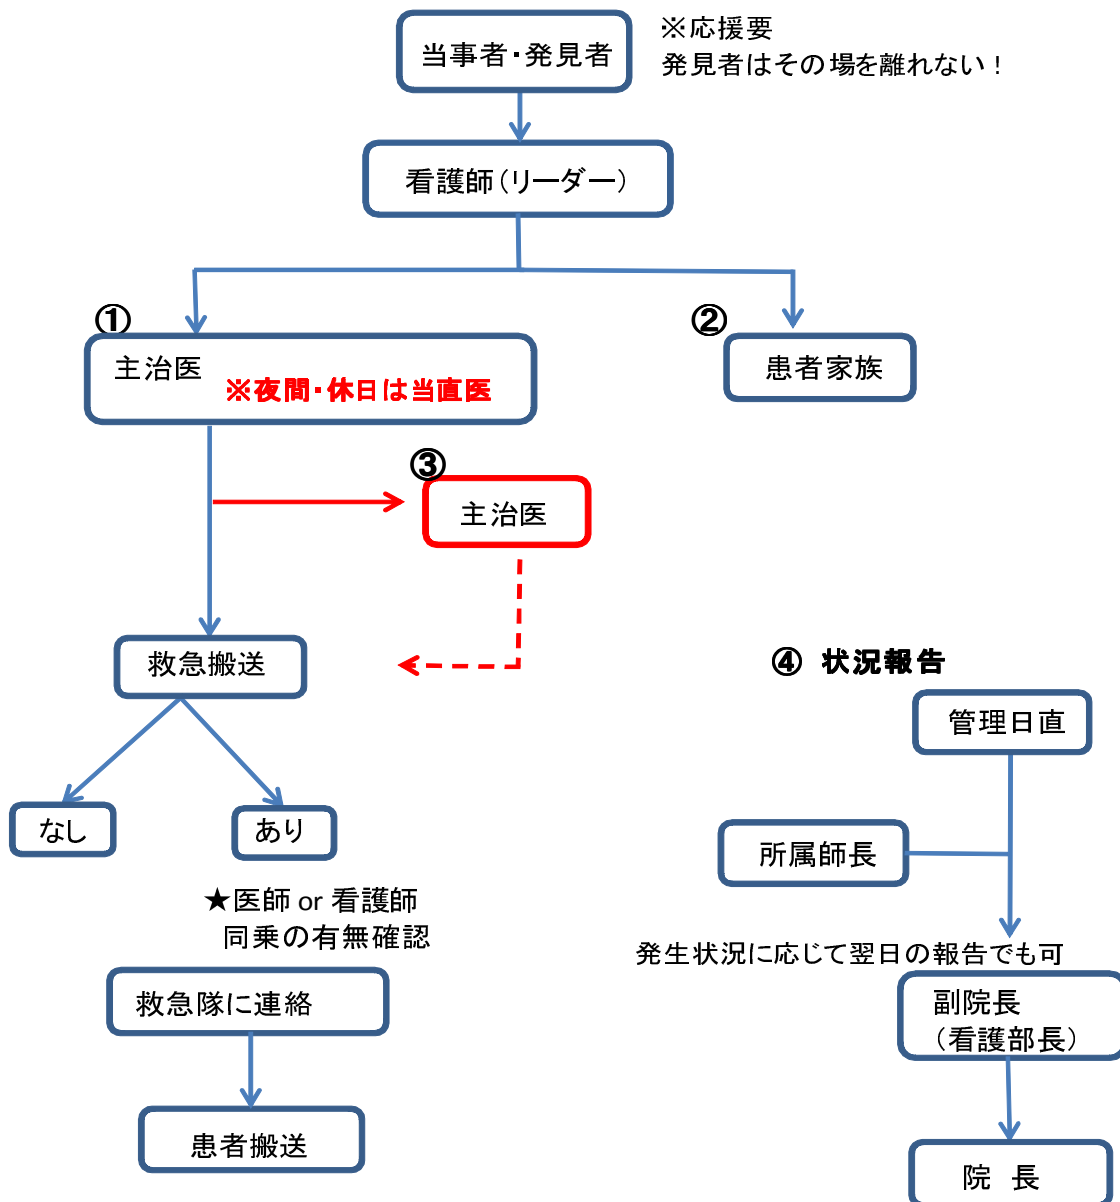 当事者・発見者
※応援要
発見者はその場を離れない！
看護師（リーダー）
①
主治医
※夜間・休日は当直医
②
患者家族
③
主治医
救急搬送
なし
あり
★医師 or 看護師
同乗の有無確認
救急隊に連絡
患者搬送
④ 状況報告
管理日直
所属師長
発生状況に応じて翌日の報告でも可
副院長
（看護部長）
院 長